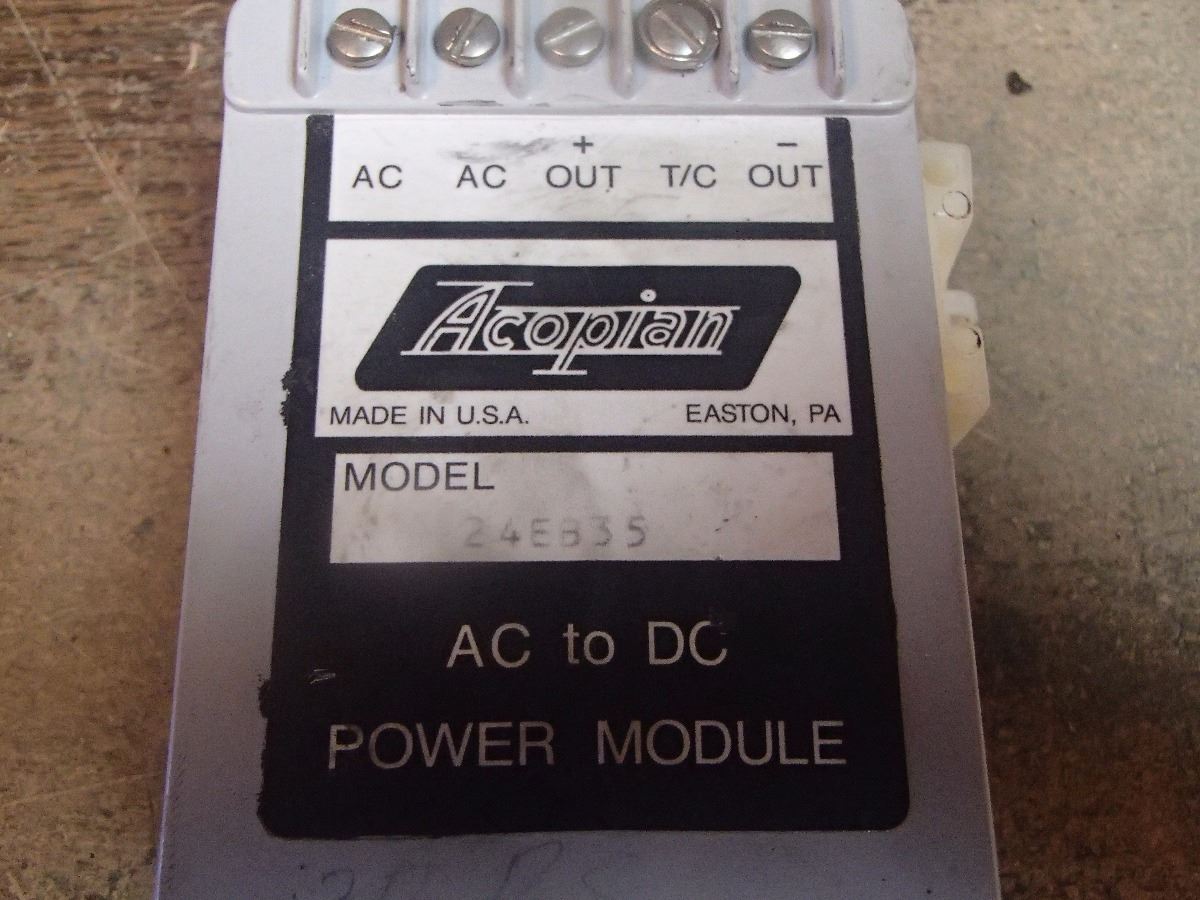 + −
AC AC OUT T/C OUT
Acopian
MADE IN U.S.A. EASTON, PA
MODEL
24EB35
AC to DC
POWER MODULE